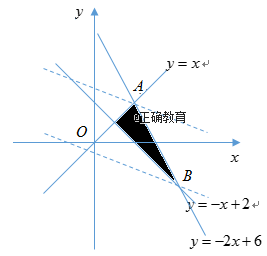 y
y = x↵
A
@正确教育
O
x
B
y = -x+2↵
y = -2x+6